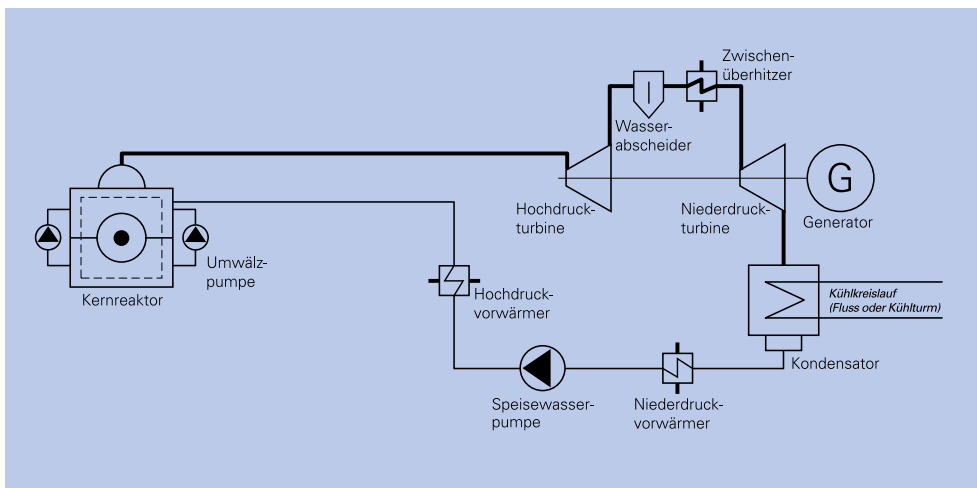 Zwischen-
überhitzer
Wasser-
abscheider
G
Hochdruck-
turbine
Niederdruck-
turbine
Generator
Umwälz-
pumpe
Kernreaktor
Hochdruck-
vorwärmer
Kühlkreislauf
(Fluss oder Kühlturm)
Kondensator
Speisewasser-
pumpe
Niederdruck-
vorwärmer